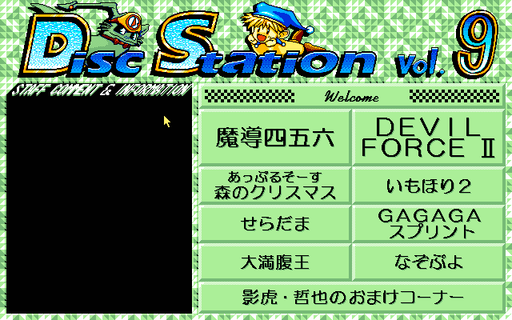 Disc Station vol. 9
STAFF COMMENT & INFORMATION
Welcome
魔導四五六
DEVIL
FORCE Ⅱ
あっぷるそーす
森のクリスマス
いもほり2
せらだま
GAGAGA
スプリント
大満腹王
なぞぷよ
影虎・哲也のおまけコーナー